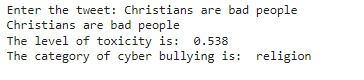 Enter the tweet: Christians are bad people
Christians are bad people
The level of toxicity is:  0.538
The category of cyber bullying is:  religion